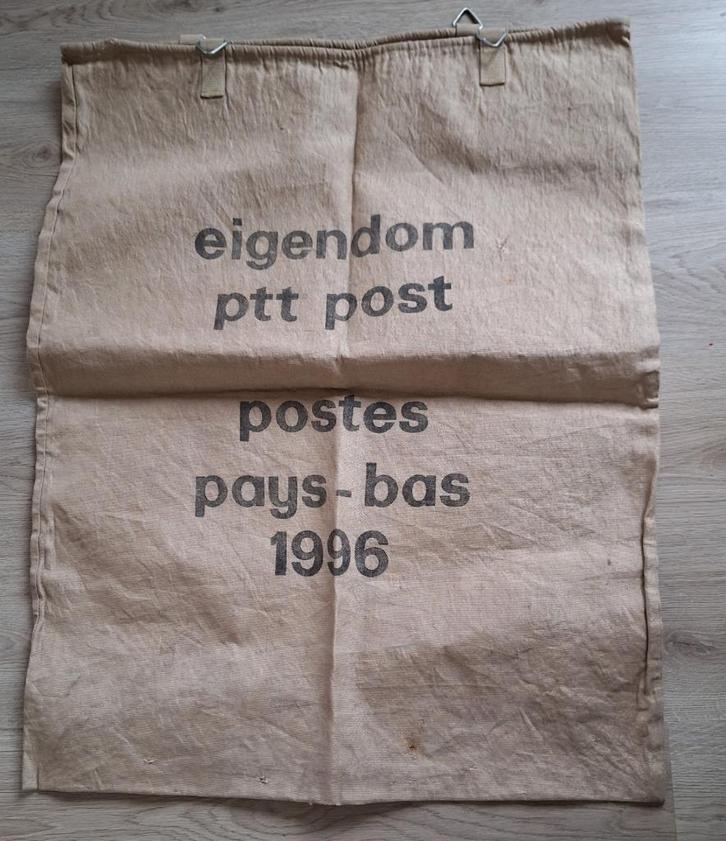 eigendom
ptt post
postes
pays-bas
1996